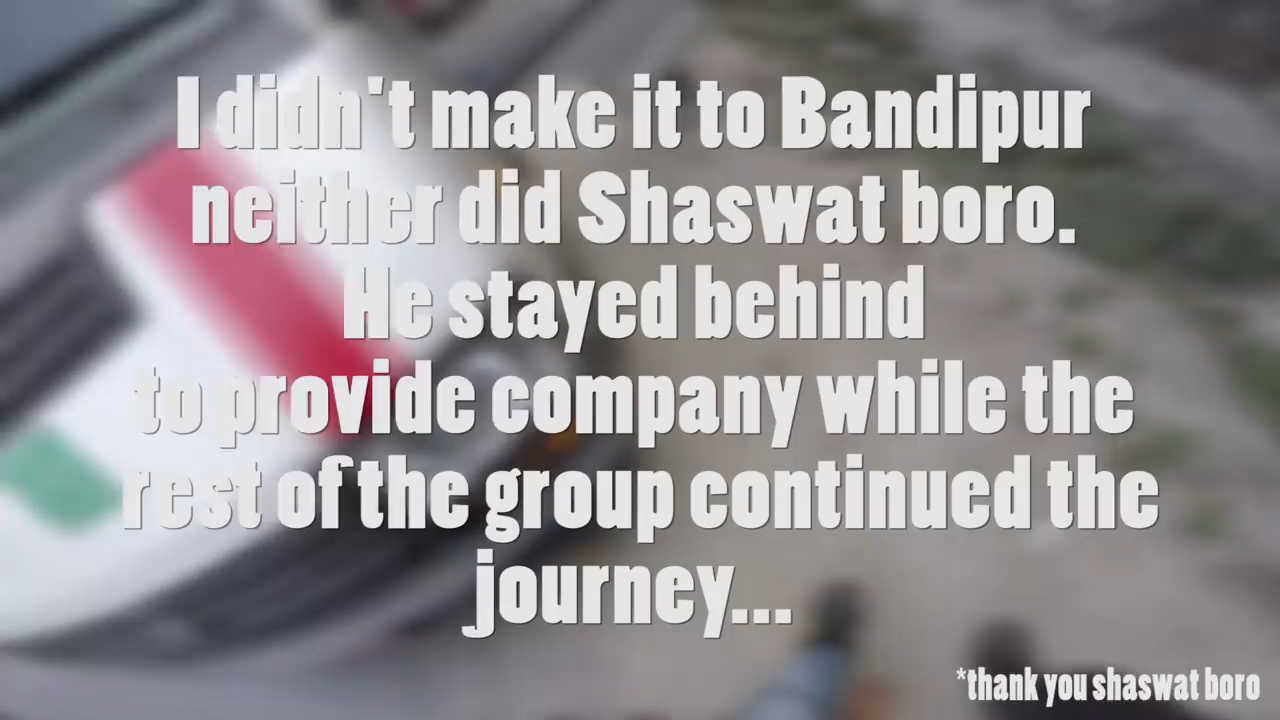 I didn't make it to Bandipur
neither did Shaswat boro.
He stayed behind
to provide company while the
rest of the group continued the
journey...
*thank you shaswat boro